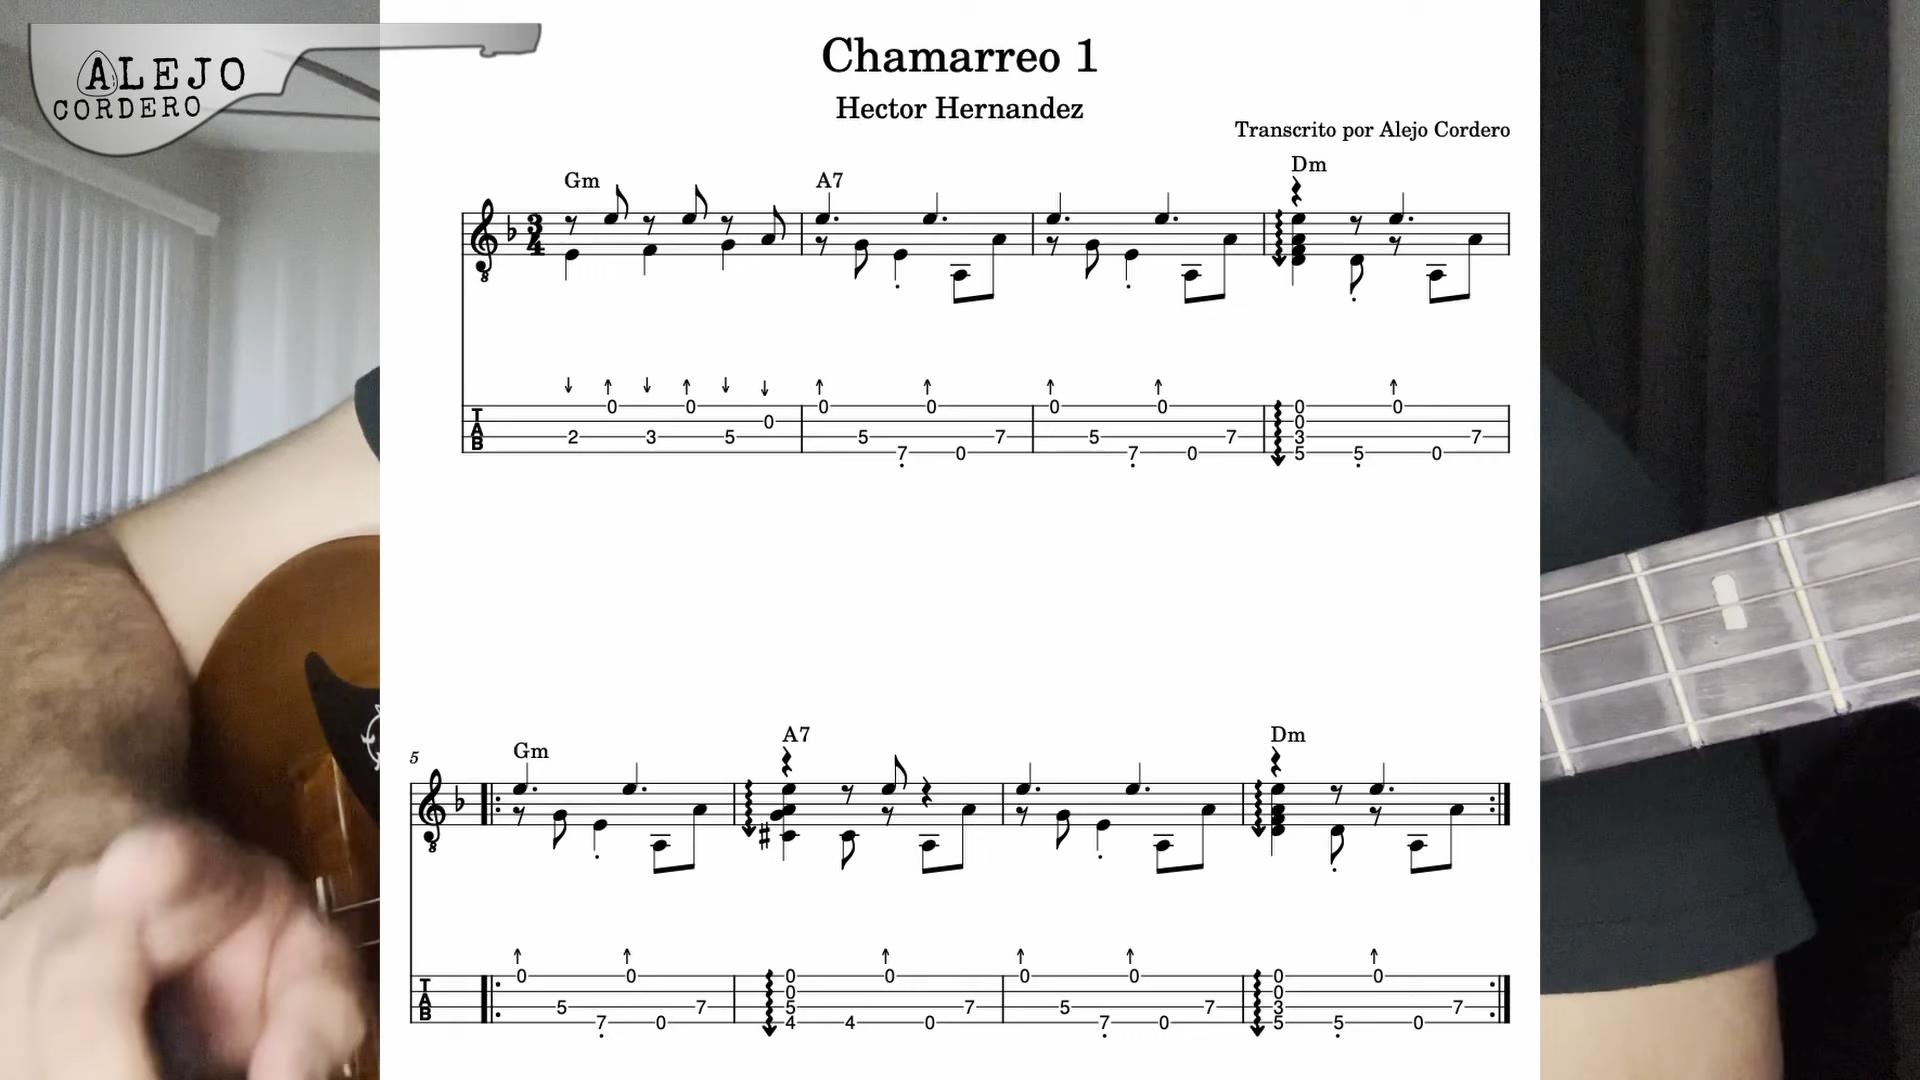 ALEJO
CORDERO
Chamarreo 1
Hector Hernandez
Transcrito por Alejo Cordero
Gm A7 Dm
3
4
8
↓ ↑ ↓ ↑ ↓ ↓ ↑ ↑ ↑ ↑ ↑
T
A
B
0 0 0 0 0 0 0 0
0 0
2 3 5 5 7 5 7 3 7
7 0 7 0 5 5 0
5
Gm A7 Dm
8
↑ ↑ ↑ ↑ ↑ ↑
T
A
B
0 0 0 0 0 0 0 0
0 0
5 7 5 7 5 7 3 7
7 0 4 4 0 7 0 5 5 0